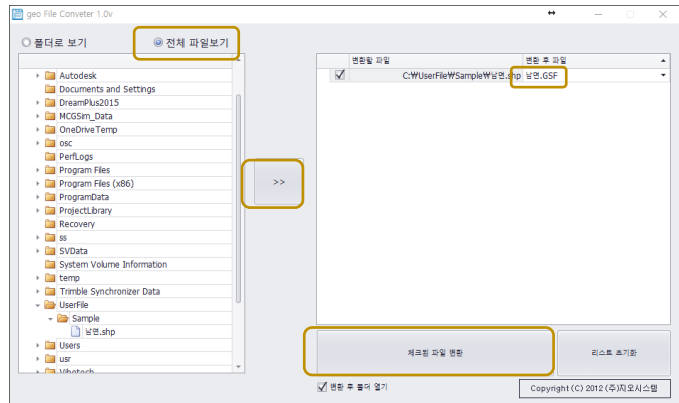 geo File Conveter 1.0v
폴더로 보기 전체 파일보기
Autodesk
Documents and Settings
DreamPlus2015
MCGSim_Data
OneDriveTemp
osc
PerfLogs
Program Files
Program Files (x86)
ProgramData
ProjectLibrary
Recovery
ss
SVData
System Volume Information
temp
Trimble Synchronizer Data
UserFile
Sample
남면.shp
Users
usr
Vibotech
>>
변환할 파일 변환 후 파일
C:₩UserFile₩Sample₩남면.shp 남면.GSF
체크된 파일 변환 리스트 초기화
변환 후 폴더 열기
Copyright (C) 2012 (주)지오시스템